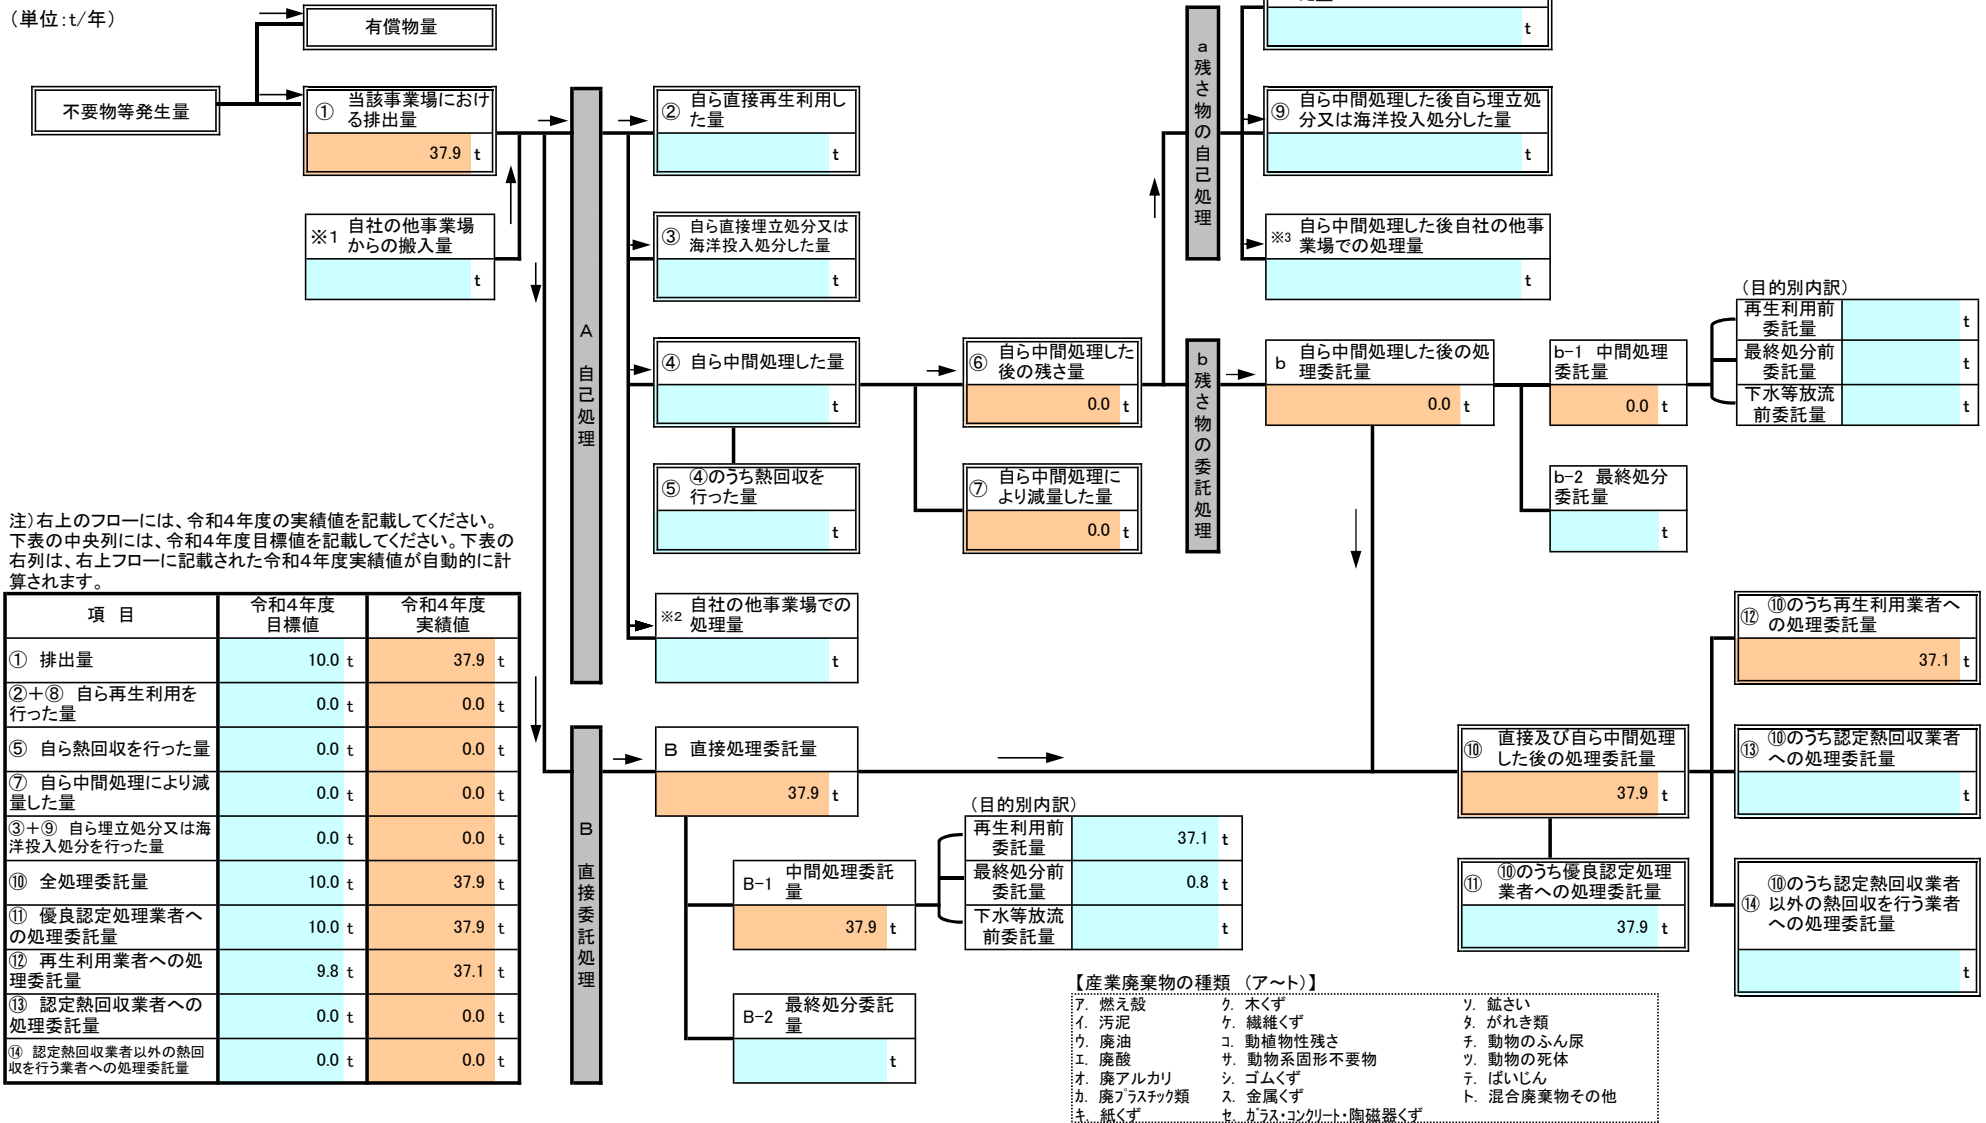 （単位：t/年）
有償物量
不要物等発生量
① 当該事業場におけ
る排出量
37.9 t
※1 自社の他事業場
からの搬入量
t
A 自己処理
② 自ら直接再生利用し
た量
t
③ 自ら直接埋立処分又は
海洋投入処分した量
t
④ 自ら中間処理した量
t
⑤ ④のうち熱回収を
行った量
t
※2 自社の他事業場での
処理量
t
⑥ 自ら中間処理した
後の残さ量
0.0 t
⑦ 自ら中間処理に
より減量した量
0.0 t
a 残さ物の自己処理
t
⑨ 自ら中間処理した後自ら埋立処
分又は海洋投入処分した量
t
※3 自ら中間処理した後自社の他事
業場での処理量
t
b 残さ物の委託処理
b 自ら中間処理した後の処
理委託量
0.0 t
b-1 中間処理
委託量
0.0 t
b-2 最終処分
委託量
t
（目的別内訳）
再生利用前
委託量 t
最終処分前
委託量 t
下水等放流
前委託量 t
注）右上のフローには、令和４年度の実績値を記載してください。
下表の中央列には、令和４年度目標値を記載してください。下表の
右列は、右上フローに記載された令和４年度実績値が自動的に計
算されます。
項 目 令和４年度
目標値 令和４年度
実績値
① 排出量 10.0 t 37.9 t
②＋⑧ 自ら再生利用を
行った量 0.0 t 0.0 t
⑤ 自ら熱回収を行った量 0.0 t 0.0 t
⑦ 自ら中間処理により減
量した量 0.0 t 0.0 t
③＋⑨ 自ら埋立処分又は海
洋投入処分を行った量 0.0 t 0.0 t
⑩ 全処理委託量 10.0 t 37.9 t
⑪ 優良認定処理業者へ
の処理委託量 10.0 t 37.9 t
⑫ 再生利用業者への処
理委託量 9.8 t 37.1 t
⑬ 認定熱回収業者への
処理委託量 0.0 t 0.0 t
⑭ 認定熱回収業者以外の熱回
収を行う業者への処理委託量 0.0 t 0.0 t
B 直接委託処理
B 直接処理委託量
37.9 t
B-1 中間処理委託
量
37.9 t
B-2 最終処分委託
量
t
（目的別内訳）
再生利用前
委託量 37.1 t
最終処分前
委託量 0.8 t
下水等放流
前委託量 t
⑩ 直接及び自ら中間処理
した後の処理委託量
37.9 t
⑪ ⑩のうち優良認定処理
業者への処理委託量
37.9 t
⑫ ⑩のうち再生利用業者へ
の処理委託量
37.1 t
⑬ ⑩のうち認定熱回収業者
への処理委託量
t
⑭ ⑩のうち認定熱回収業者
以外の熱回収を行う業者
への処理委託量
t
【産業廃棄物の種類 （ア～ト）】
ア. 燃え殻 ク. 木くず ソ. 鉱さい
イ. 汚泥 ケ. 繊維くず タ. がれき類
ウ. 廃油 コ. 動植物性残さ チ. 動物のふん尿
エ. 廃酸 サ. 動物系固形不要物 ツ. 動物の死体
オ. 廃アルカリ シ. ゴムくず テ. ばいじん
カ. 廃プラスチック類 ス. 金属くず ト. 混合廃棄物その他
キ. 紙くず セ. ガラス・コンクリート・陶磁器くず